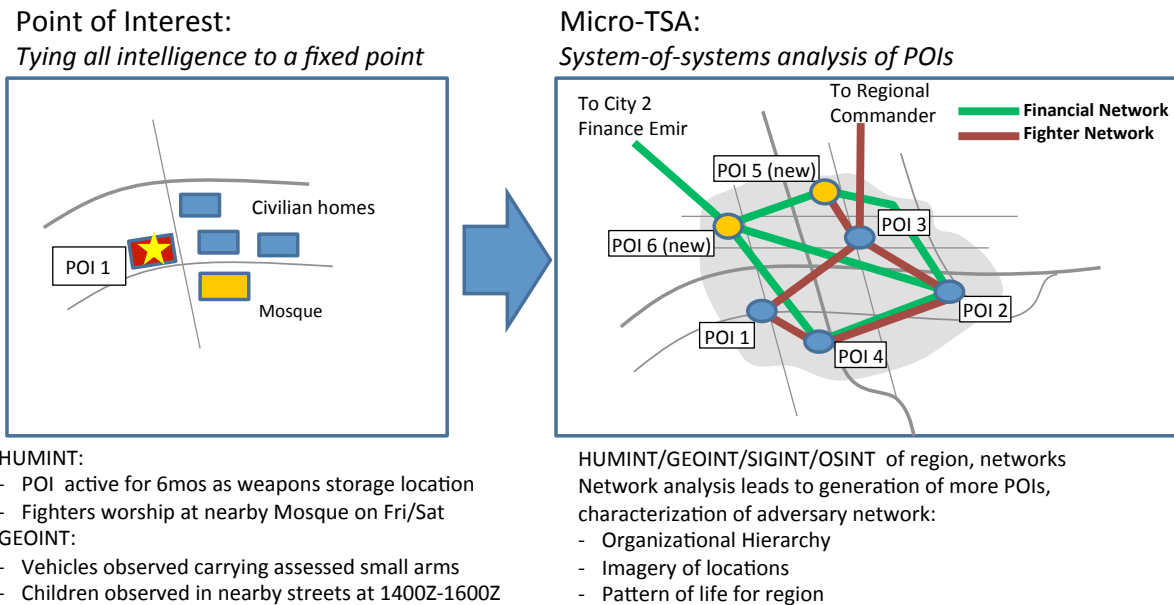 Point of Interest:
Tying all intelligence to a fixed point
Civilian homes
POI 1
Mosque
HUMINT:
- POI active for 6mos as weapons storage location
- Fighters worship at nearby Mosque on Fri/Sat
GEOINT:
- Vehicles observed carrying assessed small arms
- Children observed in nearby streets at 1400Z-1600Z
Micro-TSA:
System-of-systems analysis of POIs
To City 2
Finance Emir
To Regional
Commander
Financial Network
Fighter Network
POI 5 (new)
POI 3
POI 6 (new)
POI 2
POI 1
POI 4
HUMINT/GEOINT/SIGINT/OSINT of region, networks
Network analysis leads to generation of more POIs,
characterization of adversary network:
- Organizational Hierarchy
- Imagery of locations
- Pattern of life for region